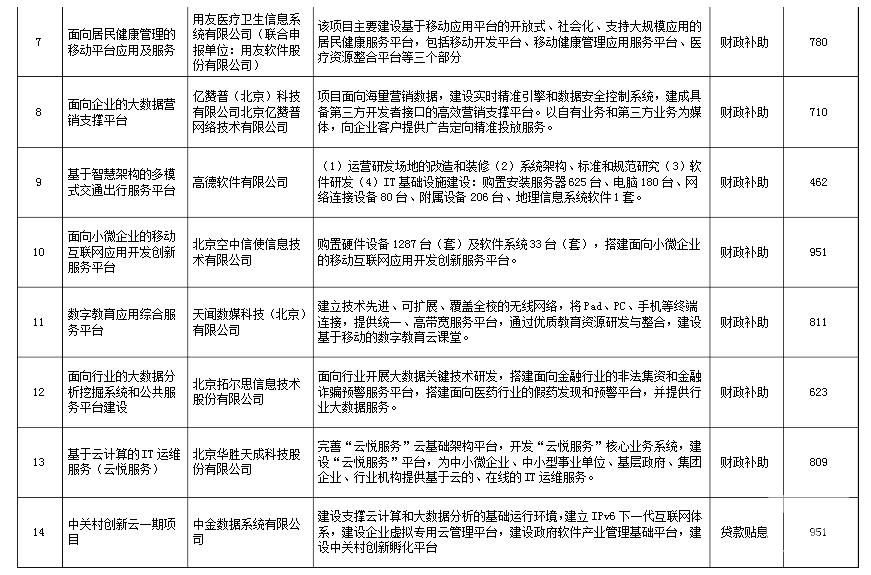 7
面向居民健康管理的
移动平台应用及服务
用友医疗卫生信息系
统有限公司（联合申
报单位：用友软件股
份有限公司）
该项目主要建设基于移动应用平台的开放式、社会化、支持大规模应用的
居民健康服务平台，包括移动开发平台、移动健康管理应用服务平台、医
疗资源整合平台等三个部分
财政补助
780
8
面向企业的大数据营
销支撑平台
亿赞普（北京）科技
有限公司北京亿赞普
网络技术有限公司
项目面向海量营销数据，建设实时精准引擎和数据安全控制系统，建成具
备第三方开发者接口的高效营销支撑平台。以自有业务和第三方业务为媒
体，向企业客户提供广告定向精准投放服务。
财政补助
710
9
基于智慧架构的多模
式交通出行服务平台
高德软件有限公司
（1）运营研发场地的改造和装修（2）系统架构、标准和规范研究（3）软
件研发（4）IT基础设施建设：购置安装服务器625台、电脑180台、网
络连接设备80台、附属设备206台、地理信息系统软件1套。
财政补助
462
10
面向小微企业的移动
互联网应用开发创新
服务平台
北京空中信使信息技
术有限公司
购置硬件设备1287台（套）及软件系统33台（套），搭建面向小微企业
的移动互联网应用开发创新服务平台。
财政补助
951
11
数字教育应用综合服
务平台
天闻数媒科技（北京）
有限公司
建立技术先进、可扩展、覆盖全校的无线网络，将Pad、PC、手机等终端
连接，提供统一、高带宽服务平台，通过优质教育资源研发与整合，建设
基于移动的数字教育云课堂。
财政补助
811
12
面向行业的大数据分
析挖掘系统和公共服
务平台建设
北京拓尔思信息技术
股份有限公司
面向行业开展大数据关键技术研发，搭建面向金融行业的非法集资和金融
诈骗预警服务平台，搭建面向医药行业的假药发现和预警平台，并提供行
业大数据服务。
财政补助
623
13
基于云计算的IT运维
服务（云悦服务）
北京华胜天成科技股
份有限公司
完善“云悦服务”云基础架构平台，开发“云悦服务”核心业务系统，建
设“云悦服务”平台，为中小微企业、中小型事业单位、基层政府、集团
企业、行业机构提供基于云的、在线的IT运维服务。
财政补助
809
14
中关村创新云一期项
目
中金数据系统有限公
司
建设支撑云计算和大数据分析的基础运行环境，建立IPv6下一代互联网体
系，建设企业虚拟专用云管理平台，建设政府软件产业管理基础平台，建
设中关村创新孵化平台
贷款贴息
951